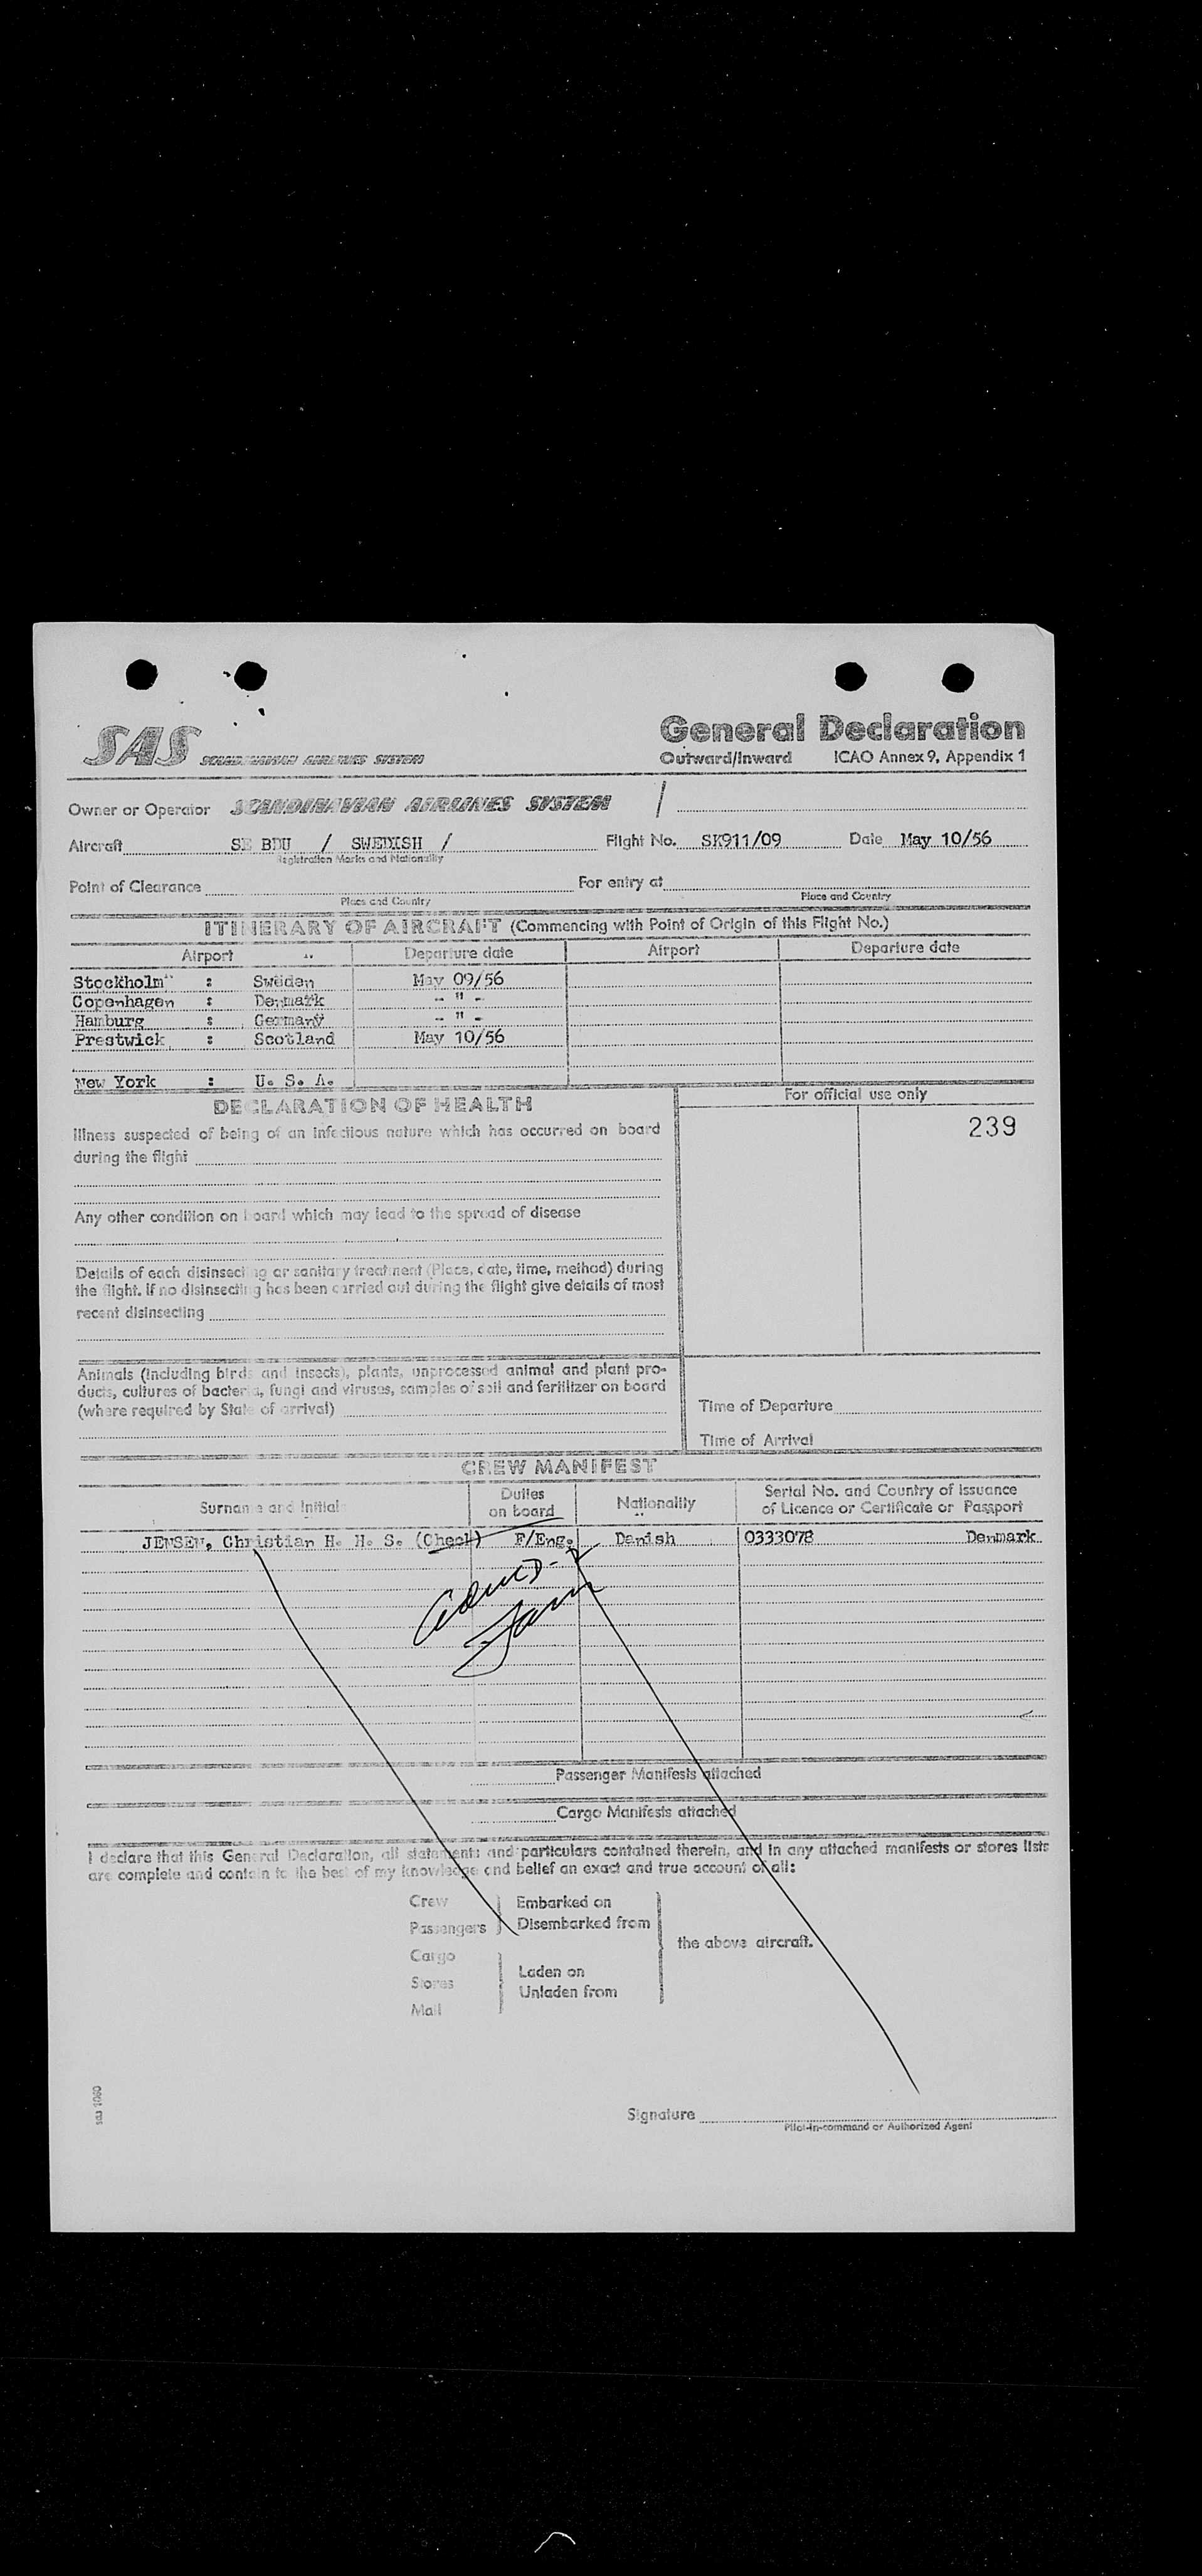 SAS SCANDINAVIAN AIRLINES SYSTEM
General Declaration
Outward/Inward ICAO Annex 9, Appendix 1
Owner or Operator SCANDINAVIAN AIRLINES SYSTEM /
Aircraft SE BDU / SWEDISH / Flight No. SK911/09 Date May 10/56
Registration Marks and Nationality
Point of Clearance For entry at
Place and Country Place and Country
ITINERARY OF AIRCRAFT (Commencing with Point of Origin of this Flight No.)
Airport Departure date Airport Departure date
Stockholm : Sweden May 09/56
Copenhagen : Denmark - " -
Hamburg : Germany - " -
Prestwick : Scotland May 10/56
New York : U. S. A.
DECLARATION OF HEALTH
For official use only
239
Illness suspected of being of an infectious nature which has occurred on board
during the flight
Any other condition on board which may lead to the spread of disease
Details of each disinsecting or sanitary treatment (Place, date, time, method) during
the flight. If no disinsecting has been carried out during the flight give details of most
recent disinsecting
Animals (including birds and insects), plants, unprocessed animal and plant pro-
ducts, cultures of bacteria, fungi and viruses, samples of soil and fertilizer on board
(where required by State of arrival)
Time of Departure
Time of Arrival
CREW MANIFEST
Surname and Initials Duties on board Nationality Serial No. and Country of Issuance of Licence or Certificate or Passport
JENSEN, Christian H. H. S. (Check) F/Eng. Danish 0333078 Denmark
Passenger Manifests attached
Cargo Manifests attached
I declare that this General Declaration, all statements and particulars contained therein, and in any attached manifests or stores lists
are complete and contain to the best of my knowledge and belief an exact and true account of all:
Crew Embarked on
Passengers Disembarked from
the above aircraft.
Cargo
Stores Laden on
Mail Unladen from
Signature
Pilot-in-command or Authorized Agent
sas 1060